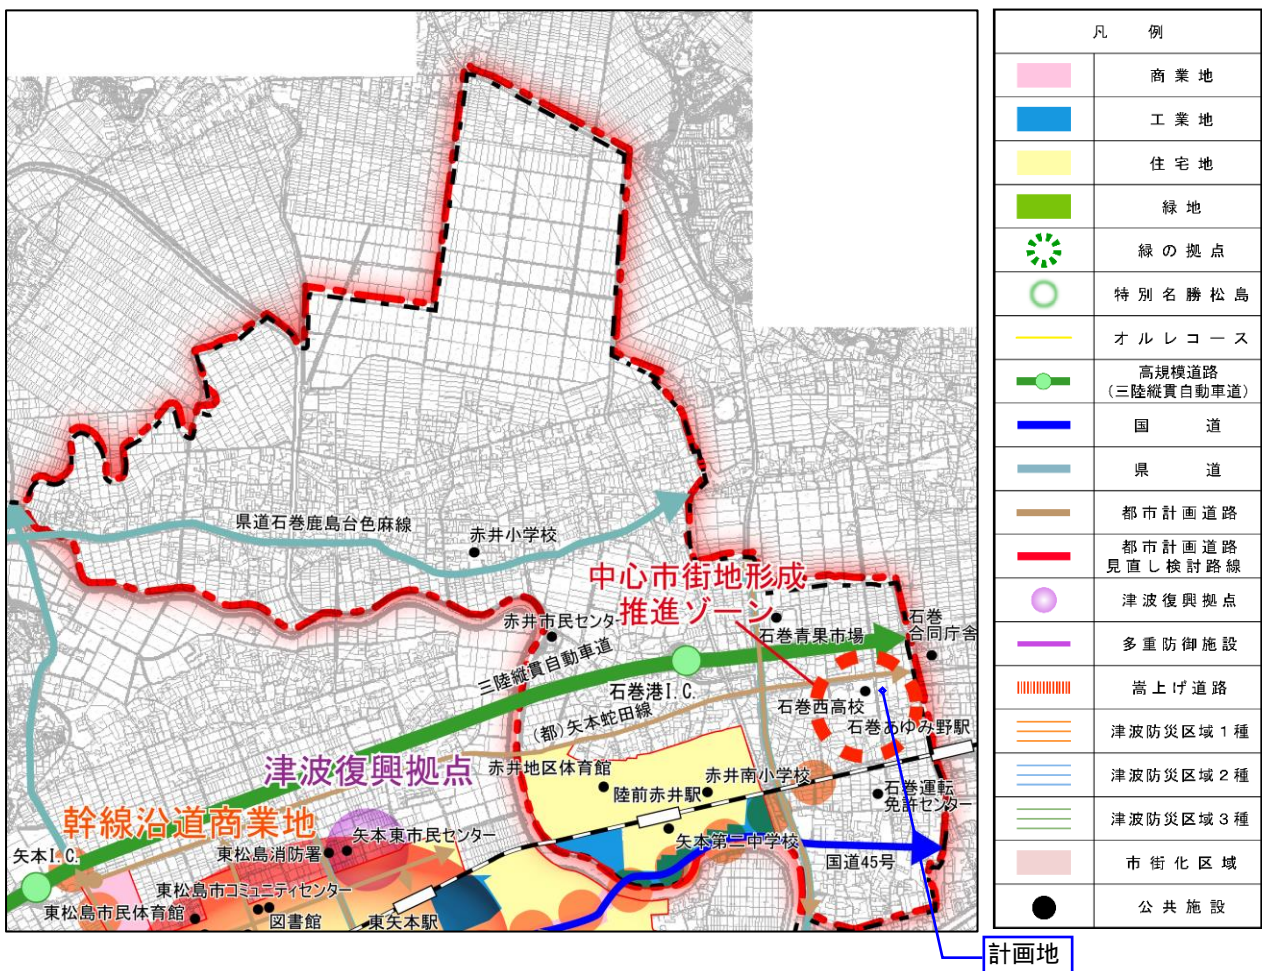 凡 例
商業地
工業地
住宅地
緑地
緑の拠点
特別名勝松島
オルレコース
高規模道路
(三陸縦貫自動車道)
国 道
県 道
都市計画道路
都市計画道路
見直し検討路線
津波復興拠点
多重防御施設
嵩上げ道路
津波防災区域1種
津波防災区域2種
津波防災区域3種
市街化区域
公共施設
県道石巻鹿島台色麻線
赤井小学校
中心市街地形成
推進ゾーン
赤井市民センター
石巻青果市場
石巻
合同庁舎
三陸縦貫自動車道
石巻港I.C.
石巻西高校
(都)矢本蛇田線
石巻あゆみ野駅
津波復興拠点
赤井地区体育館
赤井南小学校
陸前赤井駅
石巻運転
免許センター
幹線沿道商業地
矢本東市民センター
矢本第二中学校
矢本I.C.
東松島消防署
国道45号
東松島市コミュニティセンター
東松島市民体育館
図書館
東矢本駅
計画地